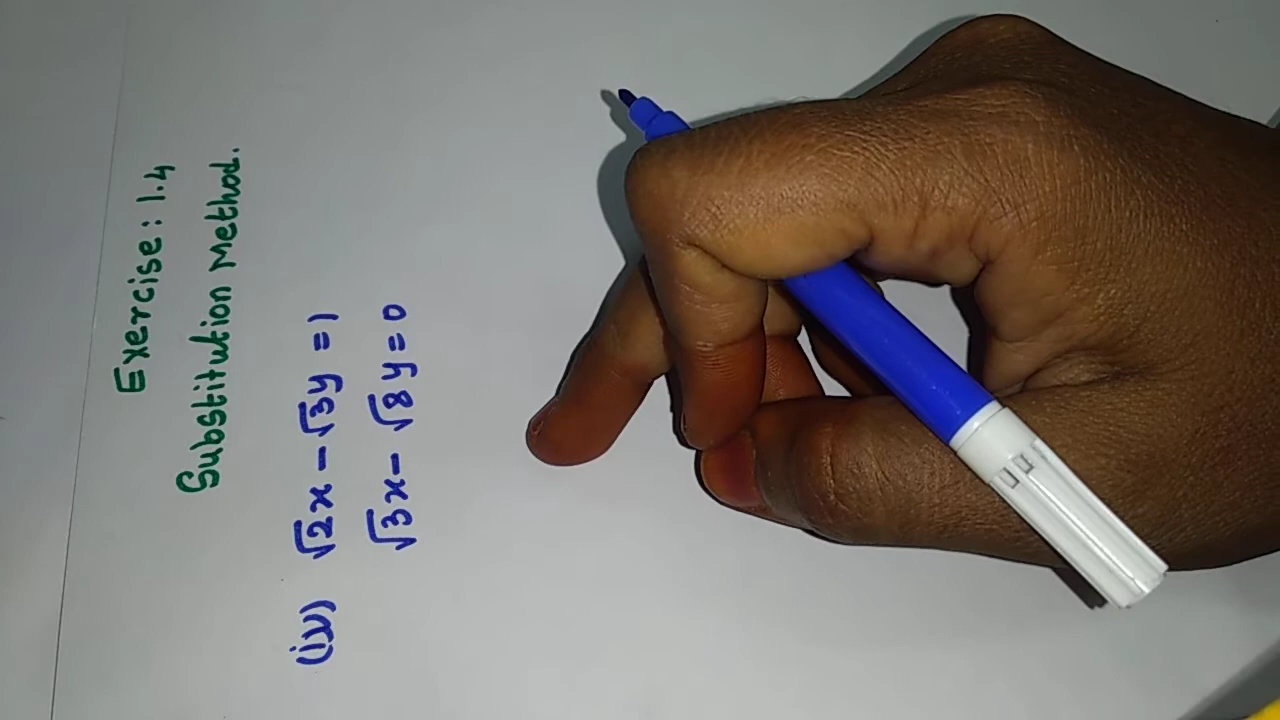 Exercise: 1.4
Substitution Method.
(iv) √2x - √3y = 1
√3x - √8y = 0